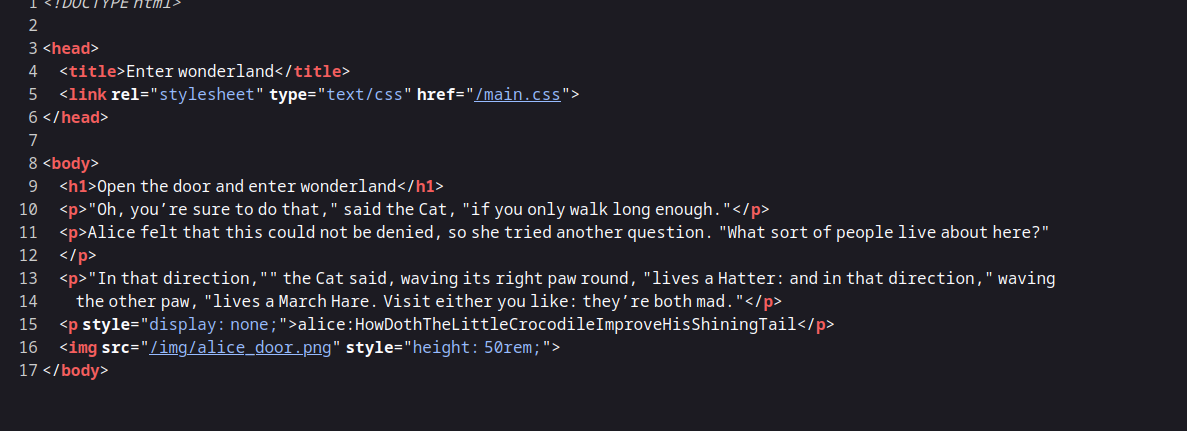 1 <!DOCTYPE html>
2
3 <head>
4   <title>Enter wonderland</title>
5   <link rel="stylesheet" type="text/css" href="/main.css">
6 </head>
7
8 <body>
9   <h1>Open the door and enter wonderland</h1>
10   <p>"Oh, you’re sure to do that," said the Cat, "if you only walk long enough."</p>
11   <p>Alice felt that this could not be denied, so she tried another question. "What sort of people live about here?"
12   </p>
13   <p>"In that direction,"" the Cat said, waving its right paw round, "lives a Hatter: and in that direction," waving
14     the other paw, "lives a March Hare. Visit either you like: they’re both mad."</p>
15   <p style="display: none;">alice:HowDothTheLittleCrocodileImproveHisShiningTail</p>
16   <img src="/img/alice_door.png" style="height: 50rem;">
17 </body>